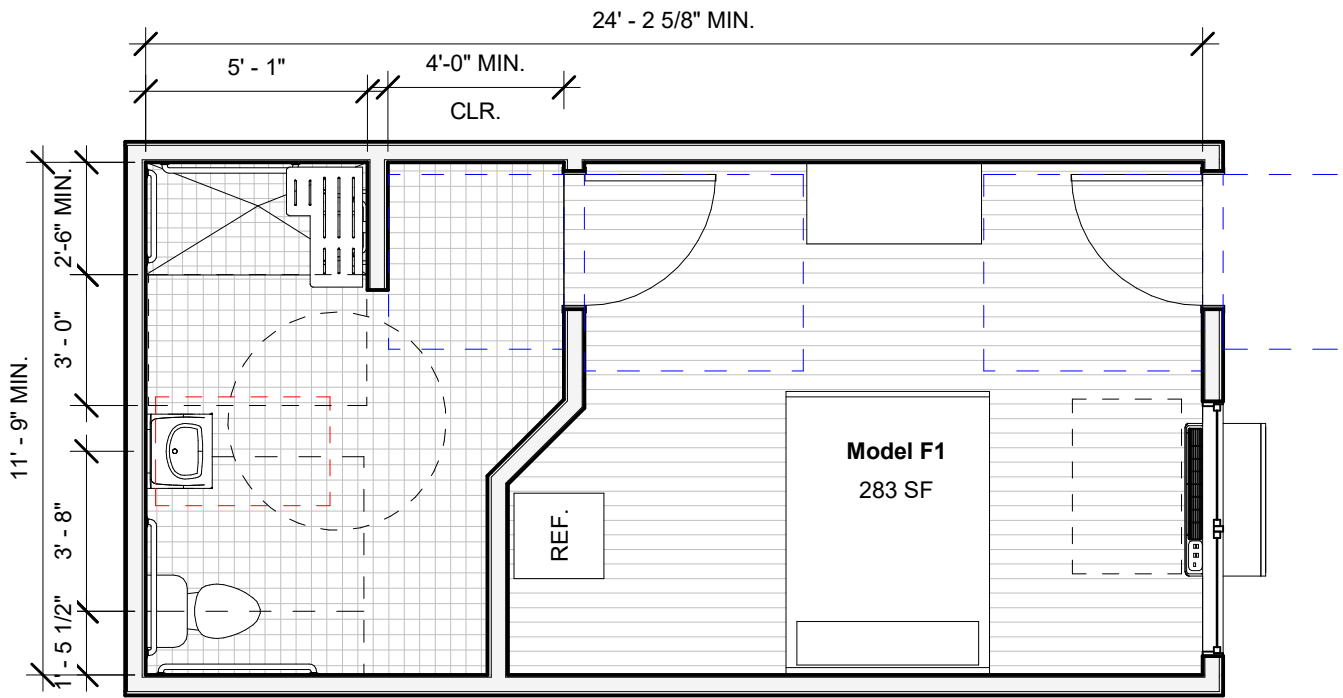 24' - 2 5/8" MIN.
5' - 1"
4'-0" MIN.
CLR.
2'-6" MIN.
3' - 0"
11' - 9" MIN.
3' - 8"
1' - 5 1/2"
Model F1
283 SF
REF.